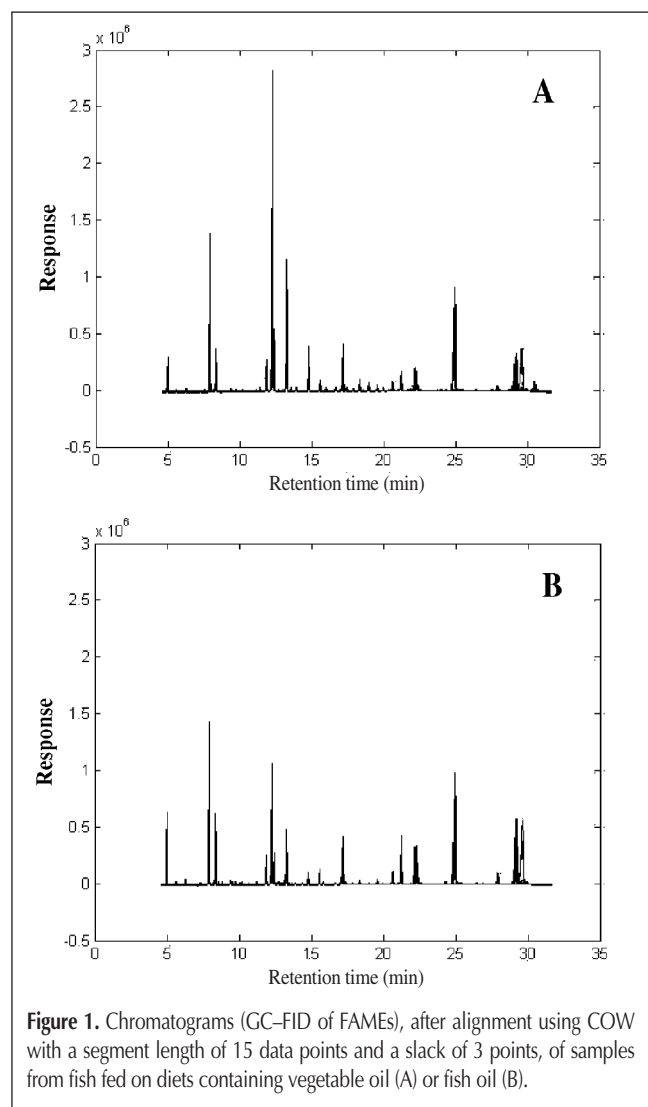 x 10⁶
3
A
2.5
2
1.5
Response
1
0.5
0
-0.5
0 5 10 15 20 25 30 35
Retention time (min)
x 10⁶
3
B
2.5
2
1.5
Response
1
0.5
0
-0.5
0 5 10 15 20 25 30 35
Retention time (min)
Figure 1. Chromatograms (GC–FID of FAMEs), after alignment using COW
with a segment length of 15 data points and a slack of 3 points, of samples
from fish fed on diets containing vegetable oil (A) or fish oil (B).